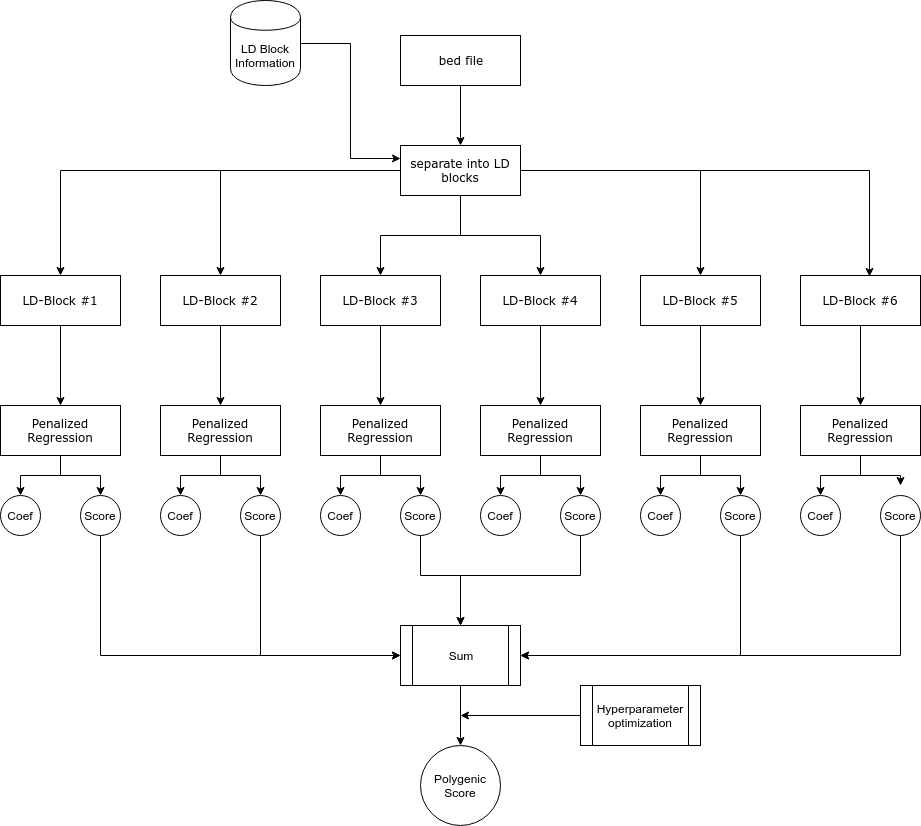 LD Block
Information
bed file
separate into LD
blocks
LD-Block #1
LD-Block #2
LD-Block #3
LD-Block #4
LD-Block #5
LD-Block #6
Penalized
Regression
Penalized
Regression
Penalized
Regression
Penalized
Regression
Penalized
Regression
Penalized
Regression
Coef
Score
Coef
Score
Coef
Score
Coef
Score
Coef
Score
Coef
Score
Sum
Hyperparameter
optimization
Polygenic
Score